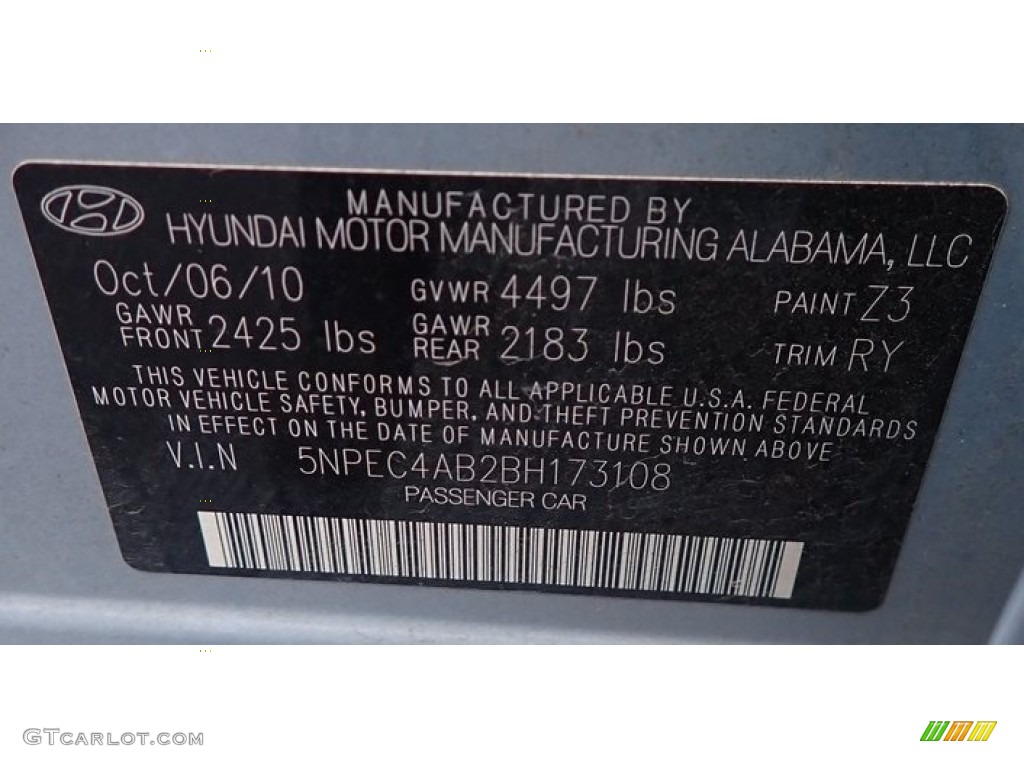 MANUFACTURED BY
HYUNDAI MOTOR MANUFACTURING ALABAMA, LLC
Oct/06/10 GVWR 4497 lbs PAINT Z3
GAWR FRONT 2425 lbs GAWR REAR 2183 lbs TRIM RY
THIS VEHICLE CONFORMS TO ALL APPLICABLE U.S.A. FEDERAL
MOTOR VEHICLE SAFETY, BUMPER, AND THEFT PREVENTION STANDARDS
IN EFFECT ON THE DATE OF MANUFACTURE SHOWN ABOVE
V.I.N 5NPEC4AB2BH173108
PASSENGER CAR
GTCARLOT.COM